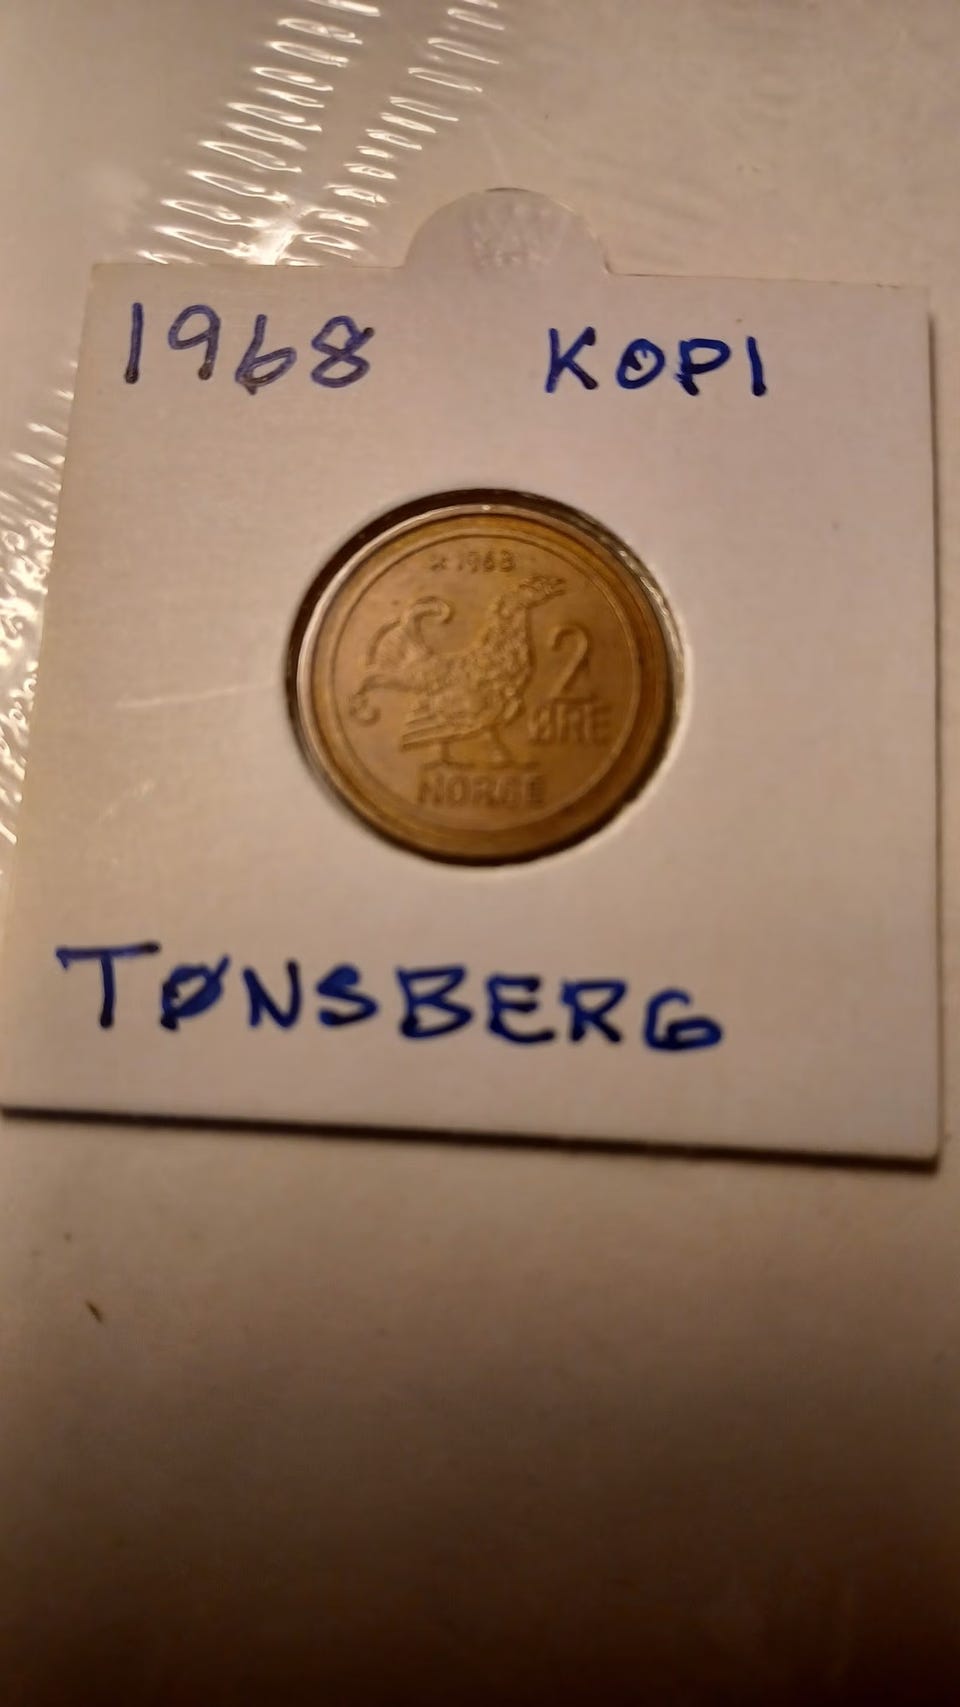 1968 KOPI
1968
2
ØRE
NORGE
TØNSBERG